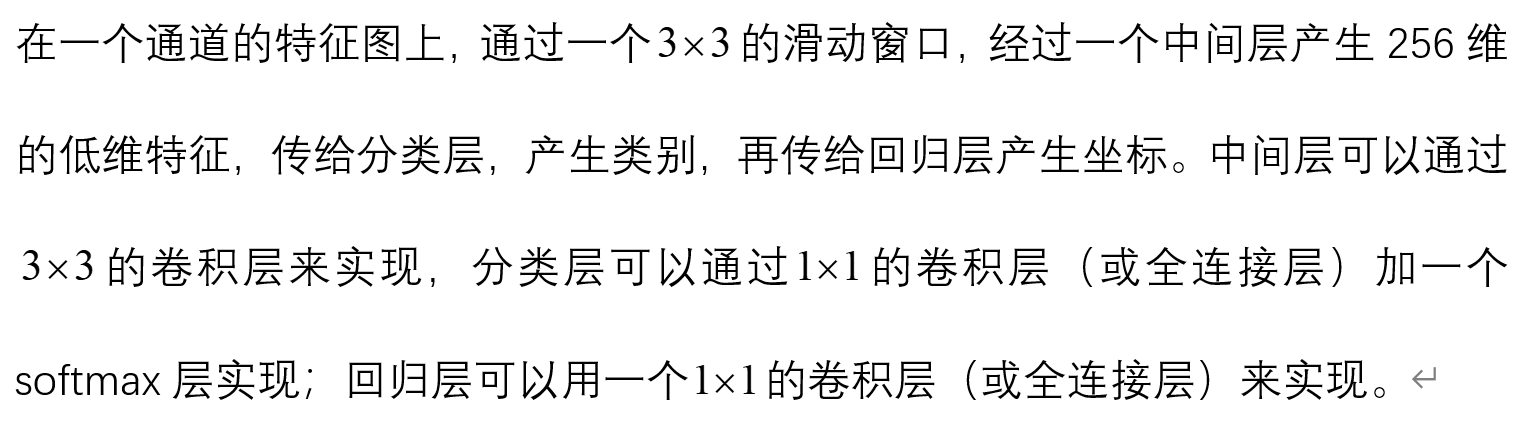 在一个通道的特征图上，通过一个3×3的滑动窗口，经过一个中间层产生 256 维
的低维特征，传给分类层，产生类别，再传给回归层产生坐标。中间层可以通过
3×3的卷积层来实现，分类层可以通过1×1的卷积层（或全连接层）加一个
softmax 层实现；回归层可以用一个1×1的卷积层（或全连接层）来实现。↵